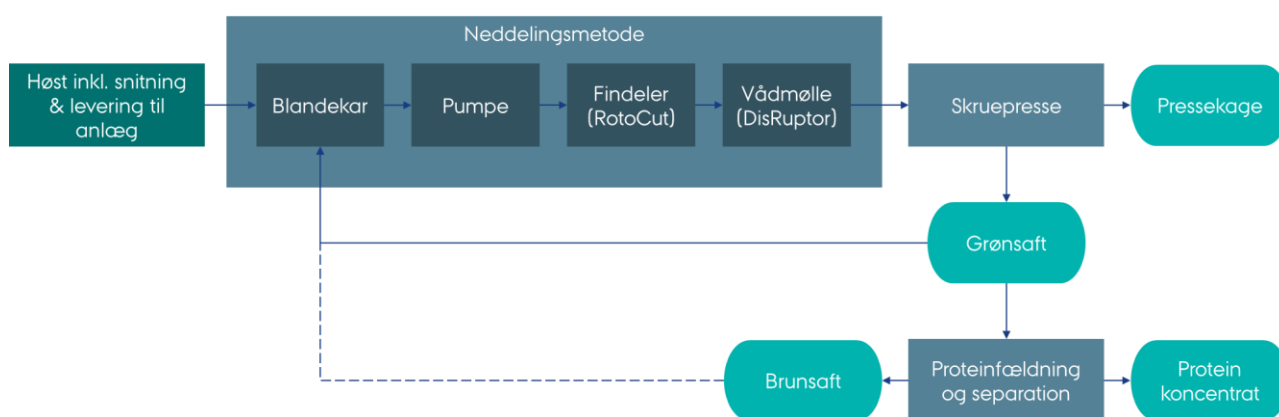 Neddelingsmetode
Høst inkl. snitning
& levering til
anlæg
Blandekar
Pumpe
Findeler
(RotoCut)
Vådmølle
(DisRuptor)
Skruepresse
Pressekage
Grønsaft
Brunsaft
Proteinfældning
og separation
Protein
koncentrat